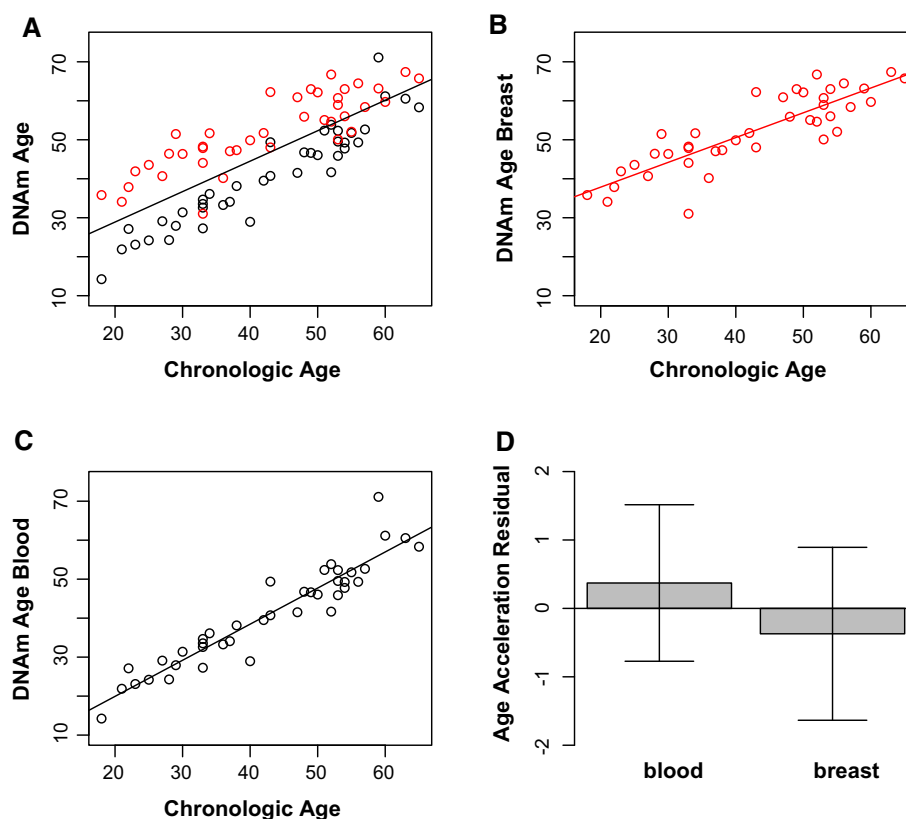 A
DNAm Age
70
50
30
10
20 30 40 50 60
Chronologic Age
B
DNAm Age Breast
70
50
30
10
20 30 40 50 60
Chronologic Age
C
DNAm Age Blood
70
50
30
10
20 30 40 50 60
Chronologic Age
D
Age Acceleration Residual
2
1
0
-1
-2
blood breast